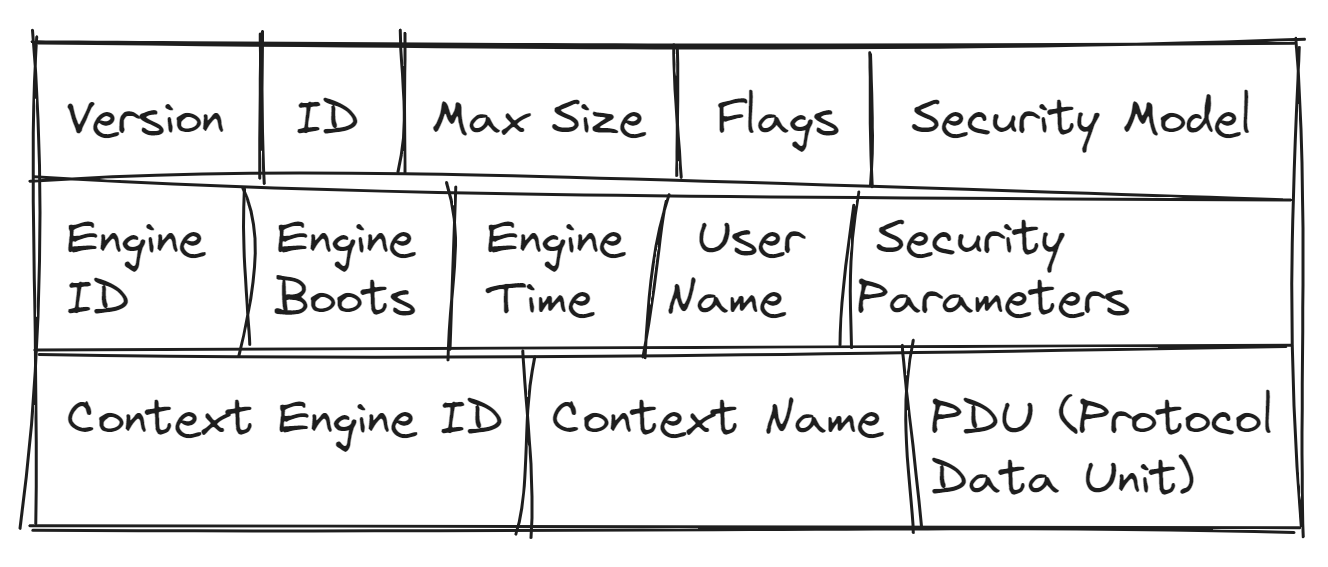 Version ID Max Size Flags Security Model
Engine ID
Engine Boots
Engine Time
User Name
Security Parameters
Context Engine ID
Context Name
PDU (Protocol
Data Unit)